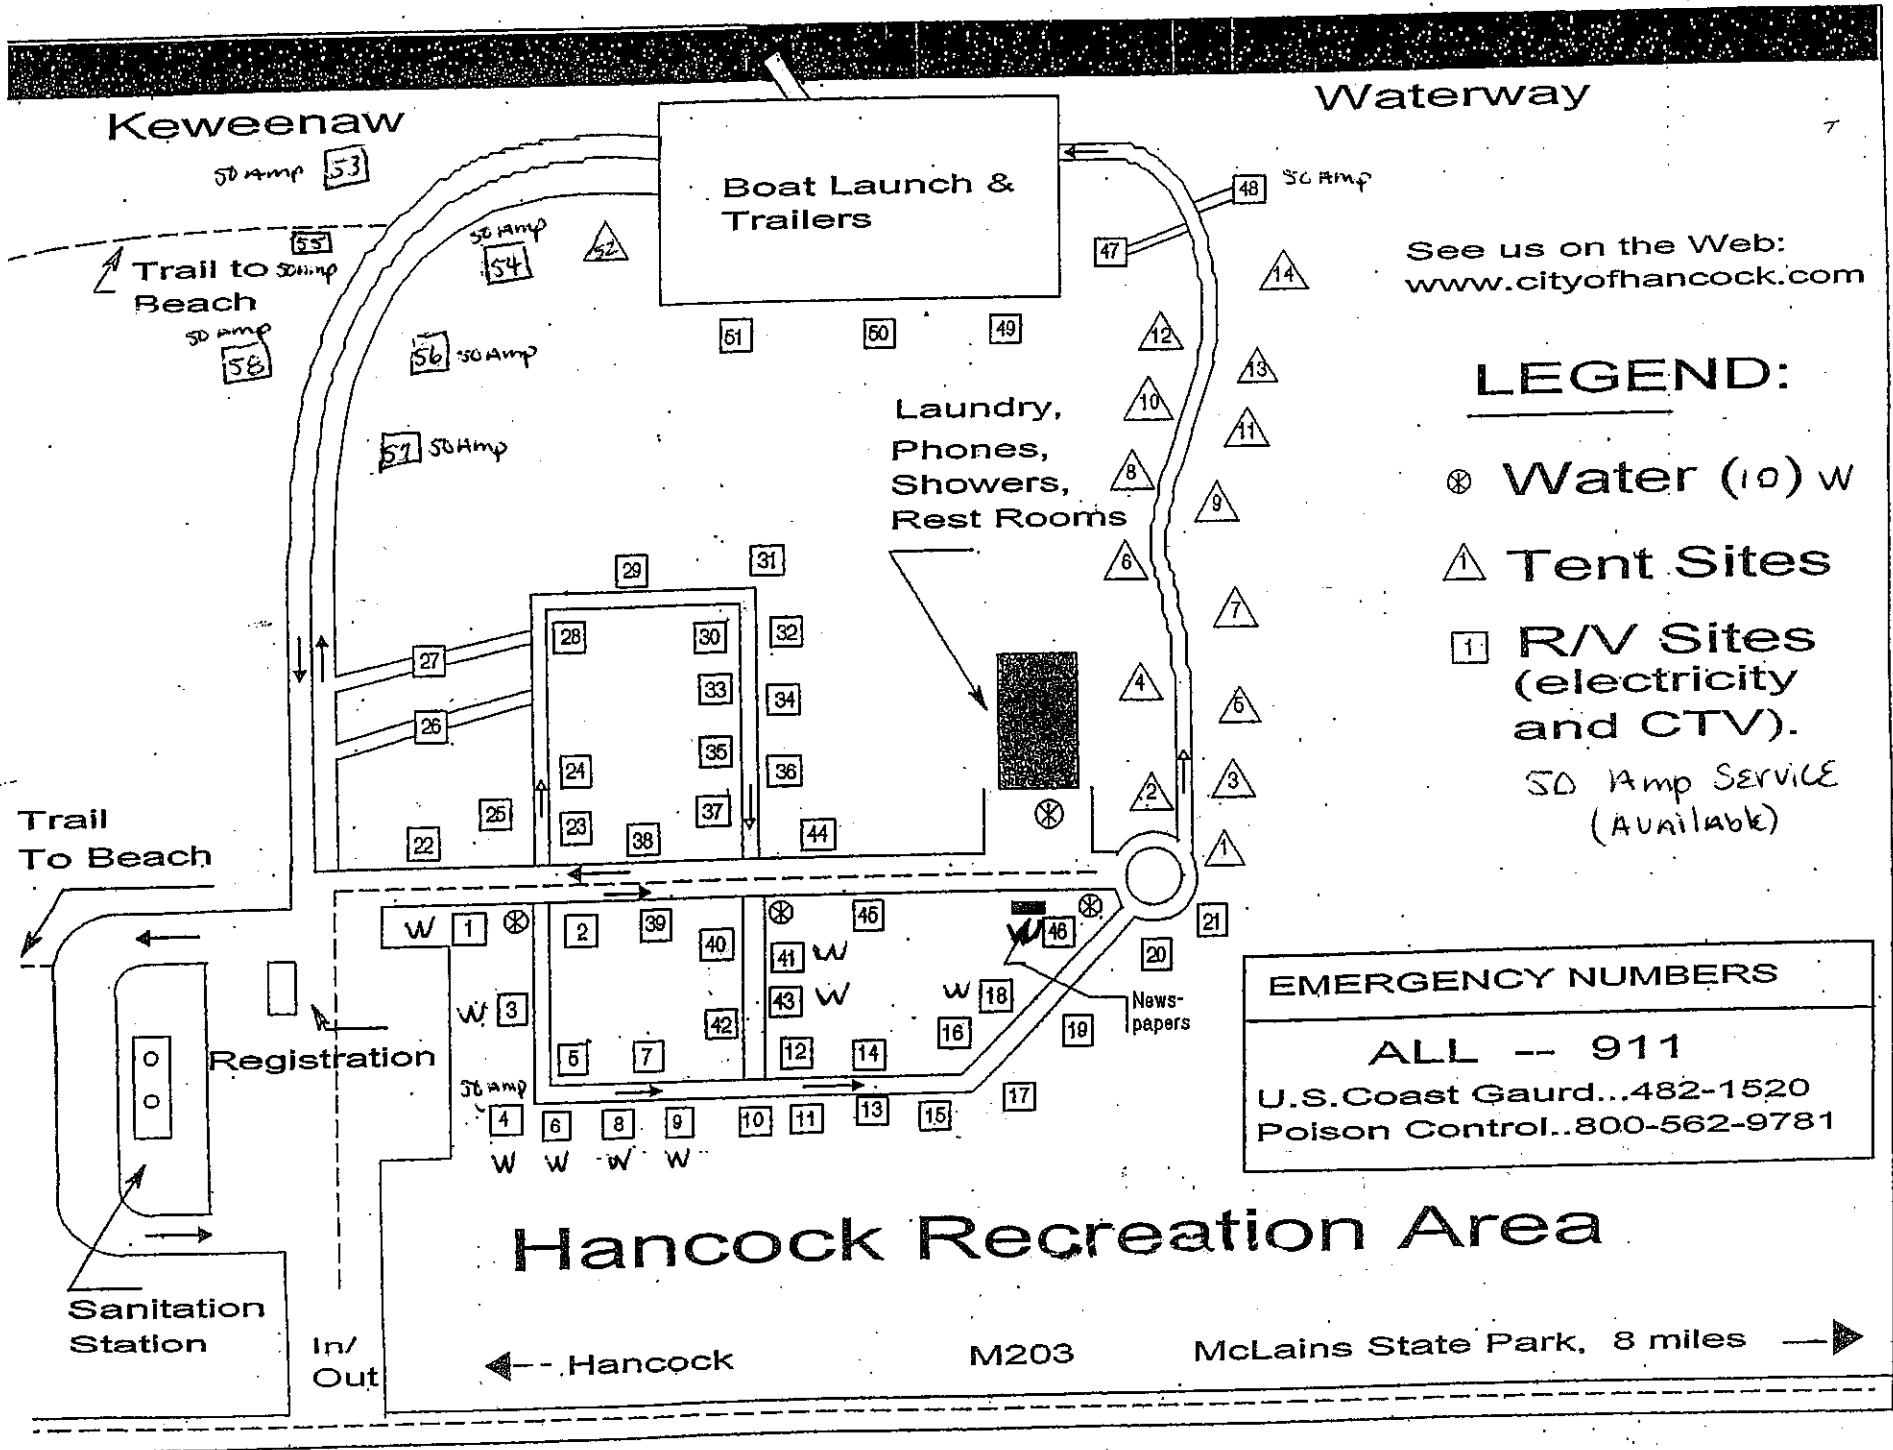 Keweenaw
Waterway
50 Amp 53
Boat Launch &
Trailers
48 50 Amp
47
55
50 Amp
Trail to
Beach
50 Amp
54
52
14
See us on the Web:
www.cityofhancock.com
50 Amp
58
56 50 Amp
51
50
49
12
13
LEGEND:
57 50 Amp
Laundry,
Phones,
Showers,
Rest Rooms
10
11
8
9
6
7
4
5
2
3
1
Water (10) W
1 Tent Sites
1 R/V Sites
(electricity
and CTV).
50 Amp Service
(Available)
29
31
28
30
32
27
33
34
26
35
36
24
25
37
23
38
22
44
Trail
To Beach
W 1
2
39
40
45
46
W
21
20
41 W
43 W
42
W 3
W 18
16
19
News-
papers
5
7
12
14
17
Registration
50 Amp
4
6
8
9
10
11
13
15
W
W
W
W
EMERGENCY NUMBERS
ALL -- 911
U.S.Coast Gaurd...482-1520
Poison Control..800-562-9781
Hancock Recreation Area
Sanitation
Station
In/
Out
Hancock
M203
McLains State Park, 8 miles